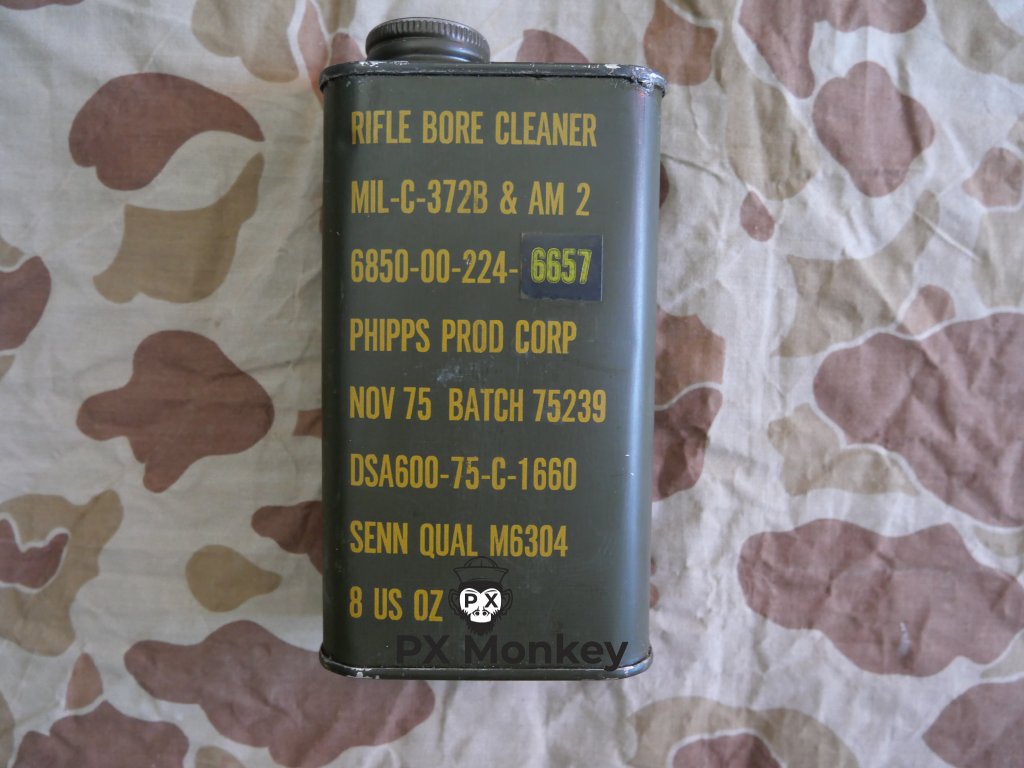 RIFLE BORE CLEANER
MIL-C-372B & AM 2
6850-00-224-6657
PHIPPS PROD CORP
NOV 75 BATCH 75239
DSA600-75-C-1660
SENN QUAL M6304
8 US OZ
PX
PX Monkey